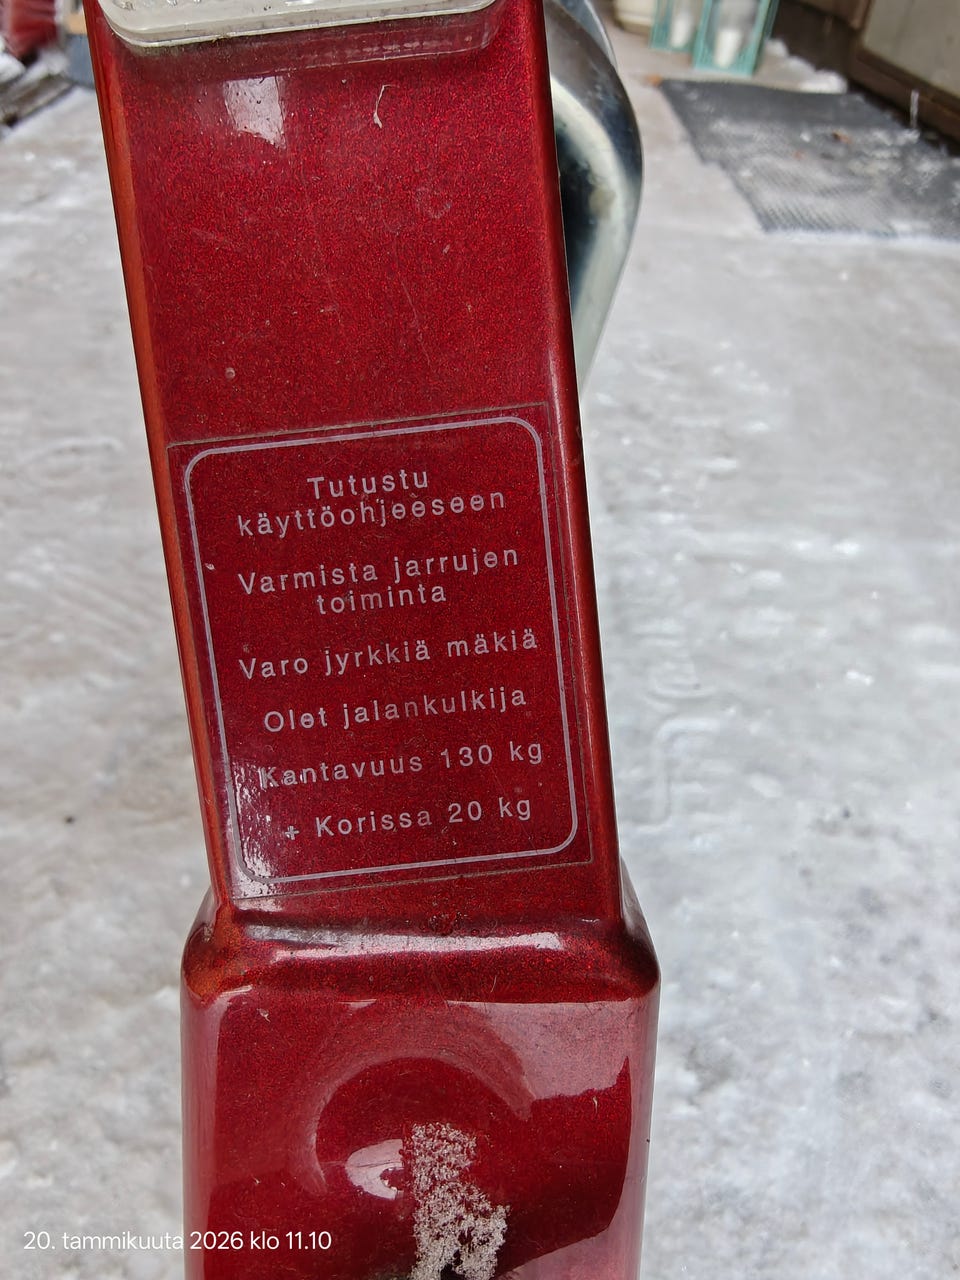 Tutustu
käyttöohjeeseen
Varmista jarrujen
toiminta
Varo jyrkkiä mäkiä
Olet jalankulkija
Kantavuus 130 kg
+ Korissa 20 kg
20. tammikuuta 2026 klo 11.10